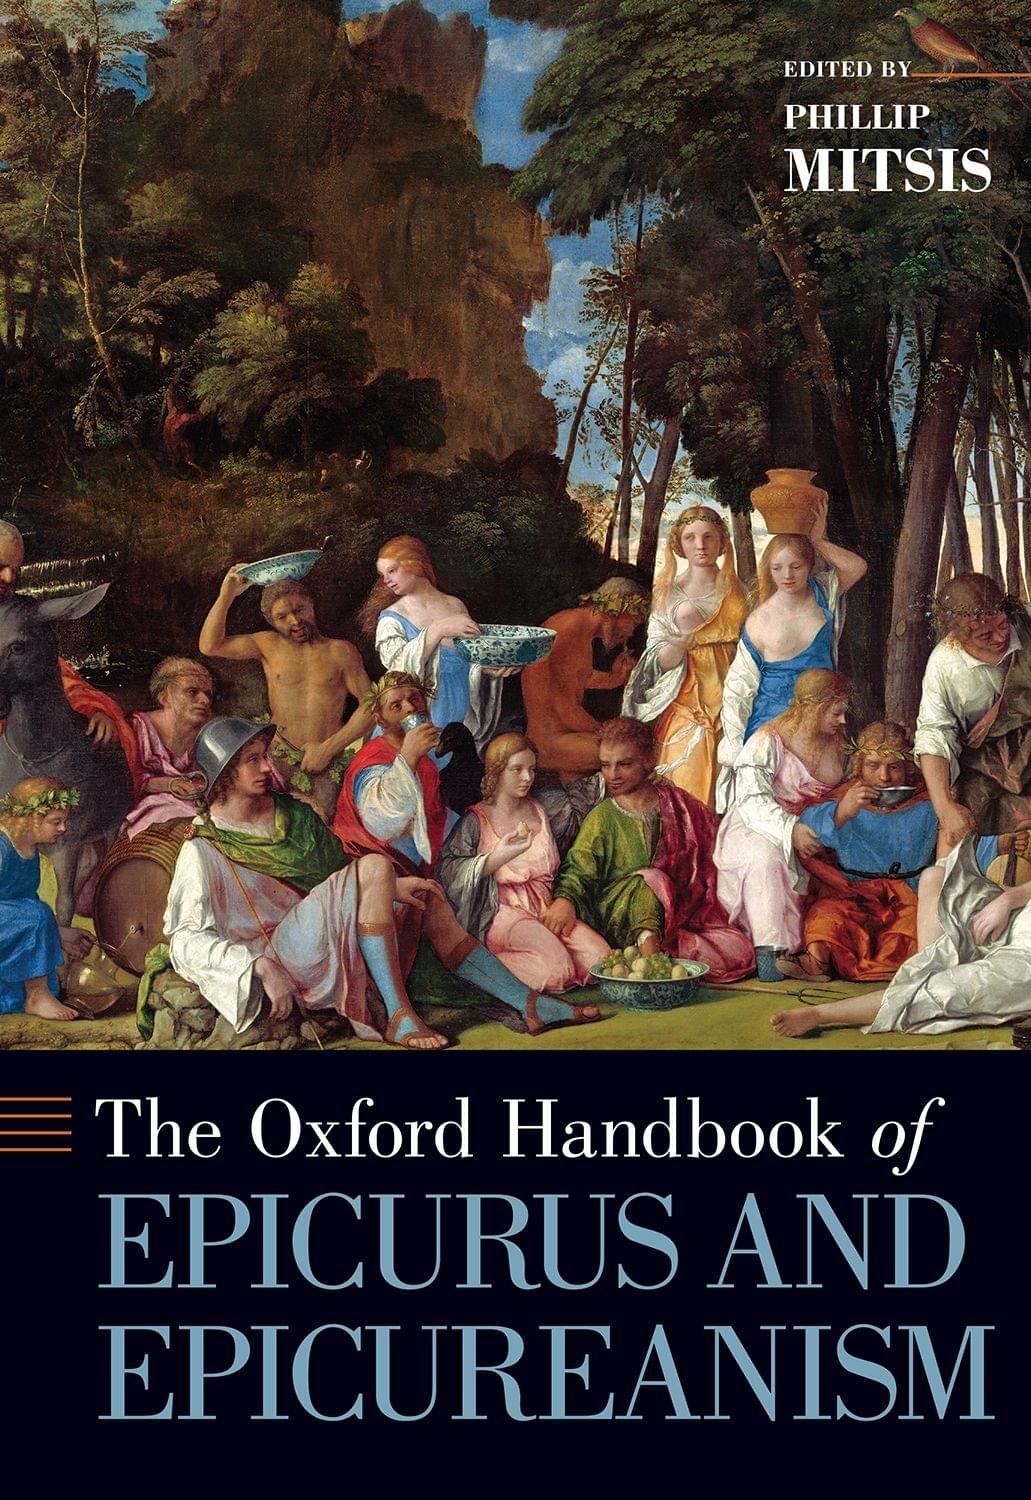 EDITED BY
PHILLIP
MITSIS
The Oxford Handbook of
EPICURUS AND
EPICUREANISM